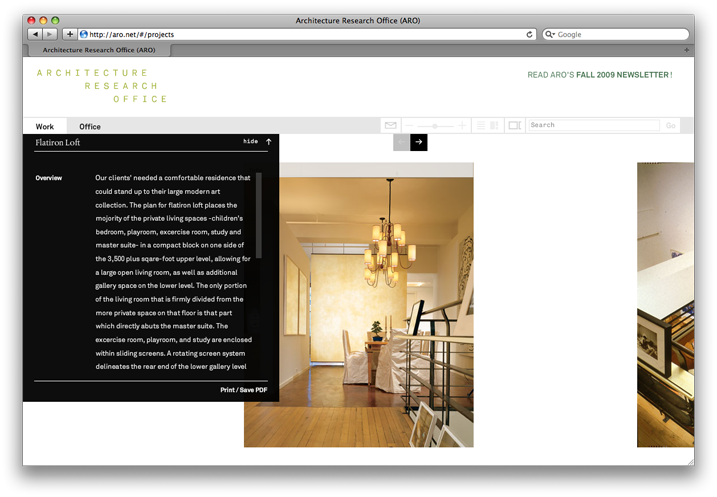 Architecture Research Office (ARO)
http://aro.net/#/projects
Google
Architecture Research Office (ARO)
ARCHITECTURE
RESEARCH
OFFICE
READ ARO'S FALL 2009 NEWSLETTER!
Work
Office
Search
Go
Flatiron Loft
hide
Overview
Our clients' needed a comfortable residence that
could stand up to their large modern art
collection. The plan for flatiron loft places the
mojority of the private living spaces -children's
bedroom, playroom, excercise room, study and
master suite- in a compact block on one side of
the 3,500 plus sqare-foot upper level, allowing for
a large open living room, as well as additional
gallery space on the lower level. The only portion
of the living room that is firmly divided from the
more private space on that floor is that part
which directly abuts the master suite. The
excercise room, playroom, and study are enclosed
within sliding screens. A rotating screen system
delineates the rear end of the lower gallery level
Print / Save PDF